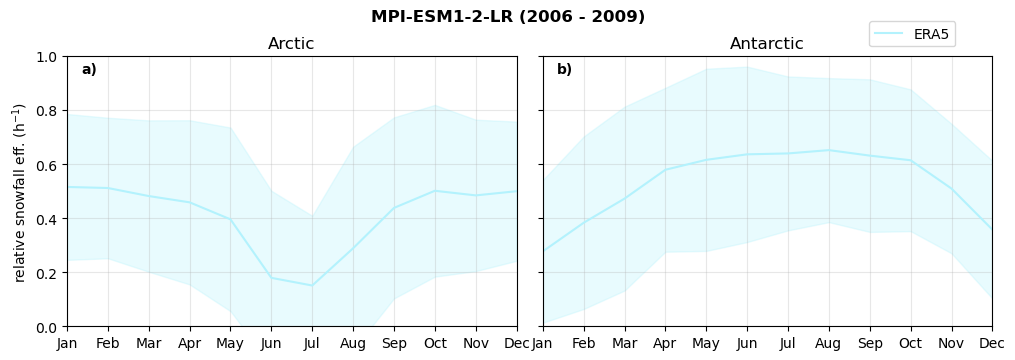 MPI-ESM1-2-LR (2006 - 2009)
ERA5
Arctic
Antarctic
a)
b)
relative snowfall eff. (h⁻¹)
1.0
0.8
0.6
0.4
0.2
0.0
Jan Feb Mar Apr May Jun Jul Aug Sep Oct Nov Dec
Jan Feb Mar Apr May Jun Jul Aug Sep Oct Nov Dec